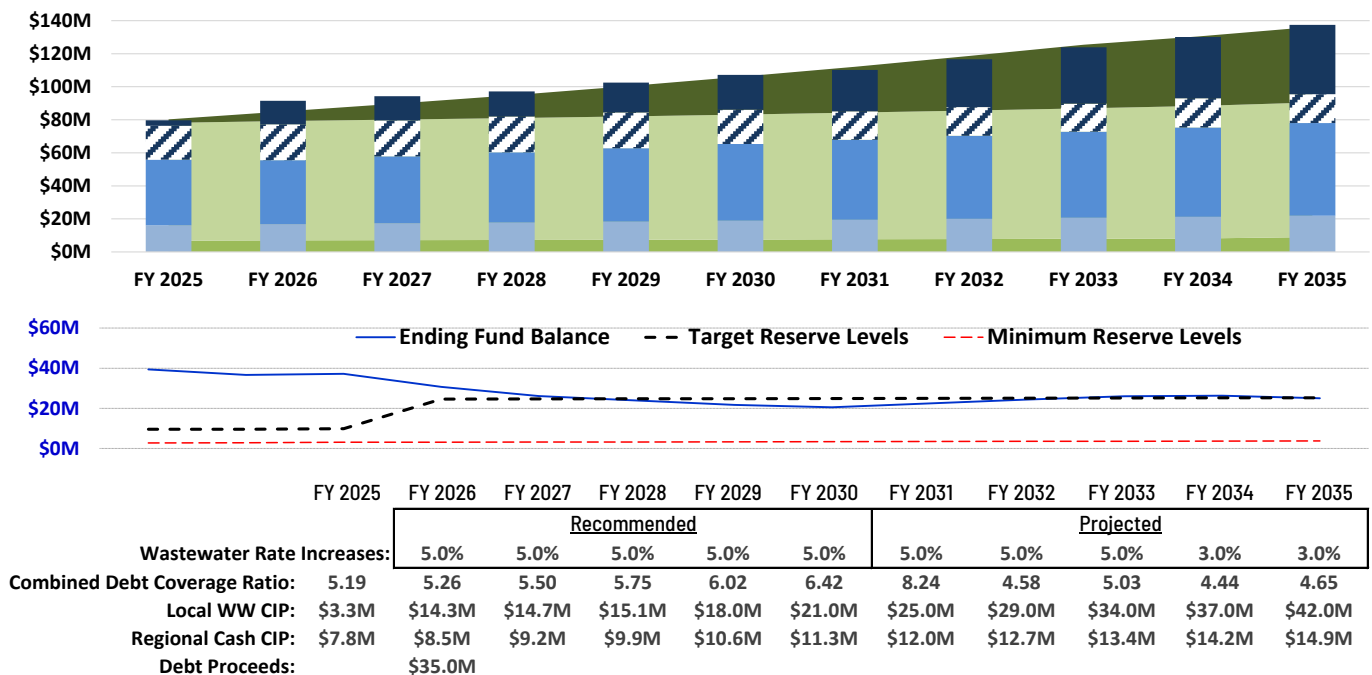 $140M
$120M
$100M
$80M
$60M
$40M
$20M
$0M
FY 2025 FY 2026 FY 2027 FY 2028 FY 2029 FY 2030 FY 2031 FY 2032 FY 2033 FY 2034 FY 2035
$60M
Ending Fund Balance Target Reserve Levels Minimum Reserve Levels
$40M
$20M
$0M
FY 2025 FY 2026 FY 2027 FY 2028 FY 2029 FY 2030 FY 2031 FY 2032 FY 2033 FY 2034 FY 2035
Recommended Projected
Wastewater Rate Increases: 5.0% 5.0% 5.0% 5.0% 5.0% 5.0% 5.0% 5.0% 3.0% 3.0%
Combined Debt Coverage Ratio: 5.19 5.26 5.50 5.75 6.02 6.42 8.24 4.58 5.03 4.44 4.65
Local WW CIP: $3.3M $14.3M $14.7M $15.1M $18.0M $21.0M $25.0M $29.0M $34.0M $37.0M $42.0M
Regional Cash CIP: $7.8M $8.5M $9.2M $9.9M $10.6M $11.3M $12.0M $12.7M $13.4M $14.2M $14.9M
Debt Proceeds: $35.0M